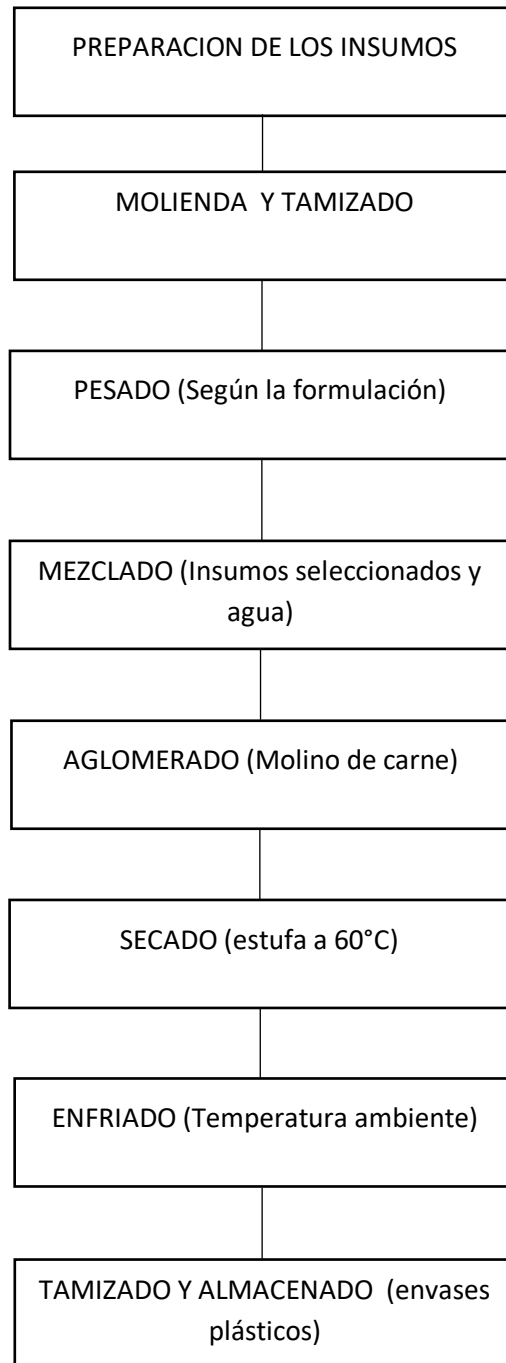 PREPARACION DE LOS INSUMOS
MOLIENDA  Y TAMIZADO
PESADO (Según la formulación)
MEZCLADO (Insumos seleccionados y
agua)
AGLOMERADO (Molino de carne)
SECADO (estufa a 60°C)
ENFRIADO (Temperatura ambiente)
TAMIZADO Y ALMACENADO  (envases
plásticos)